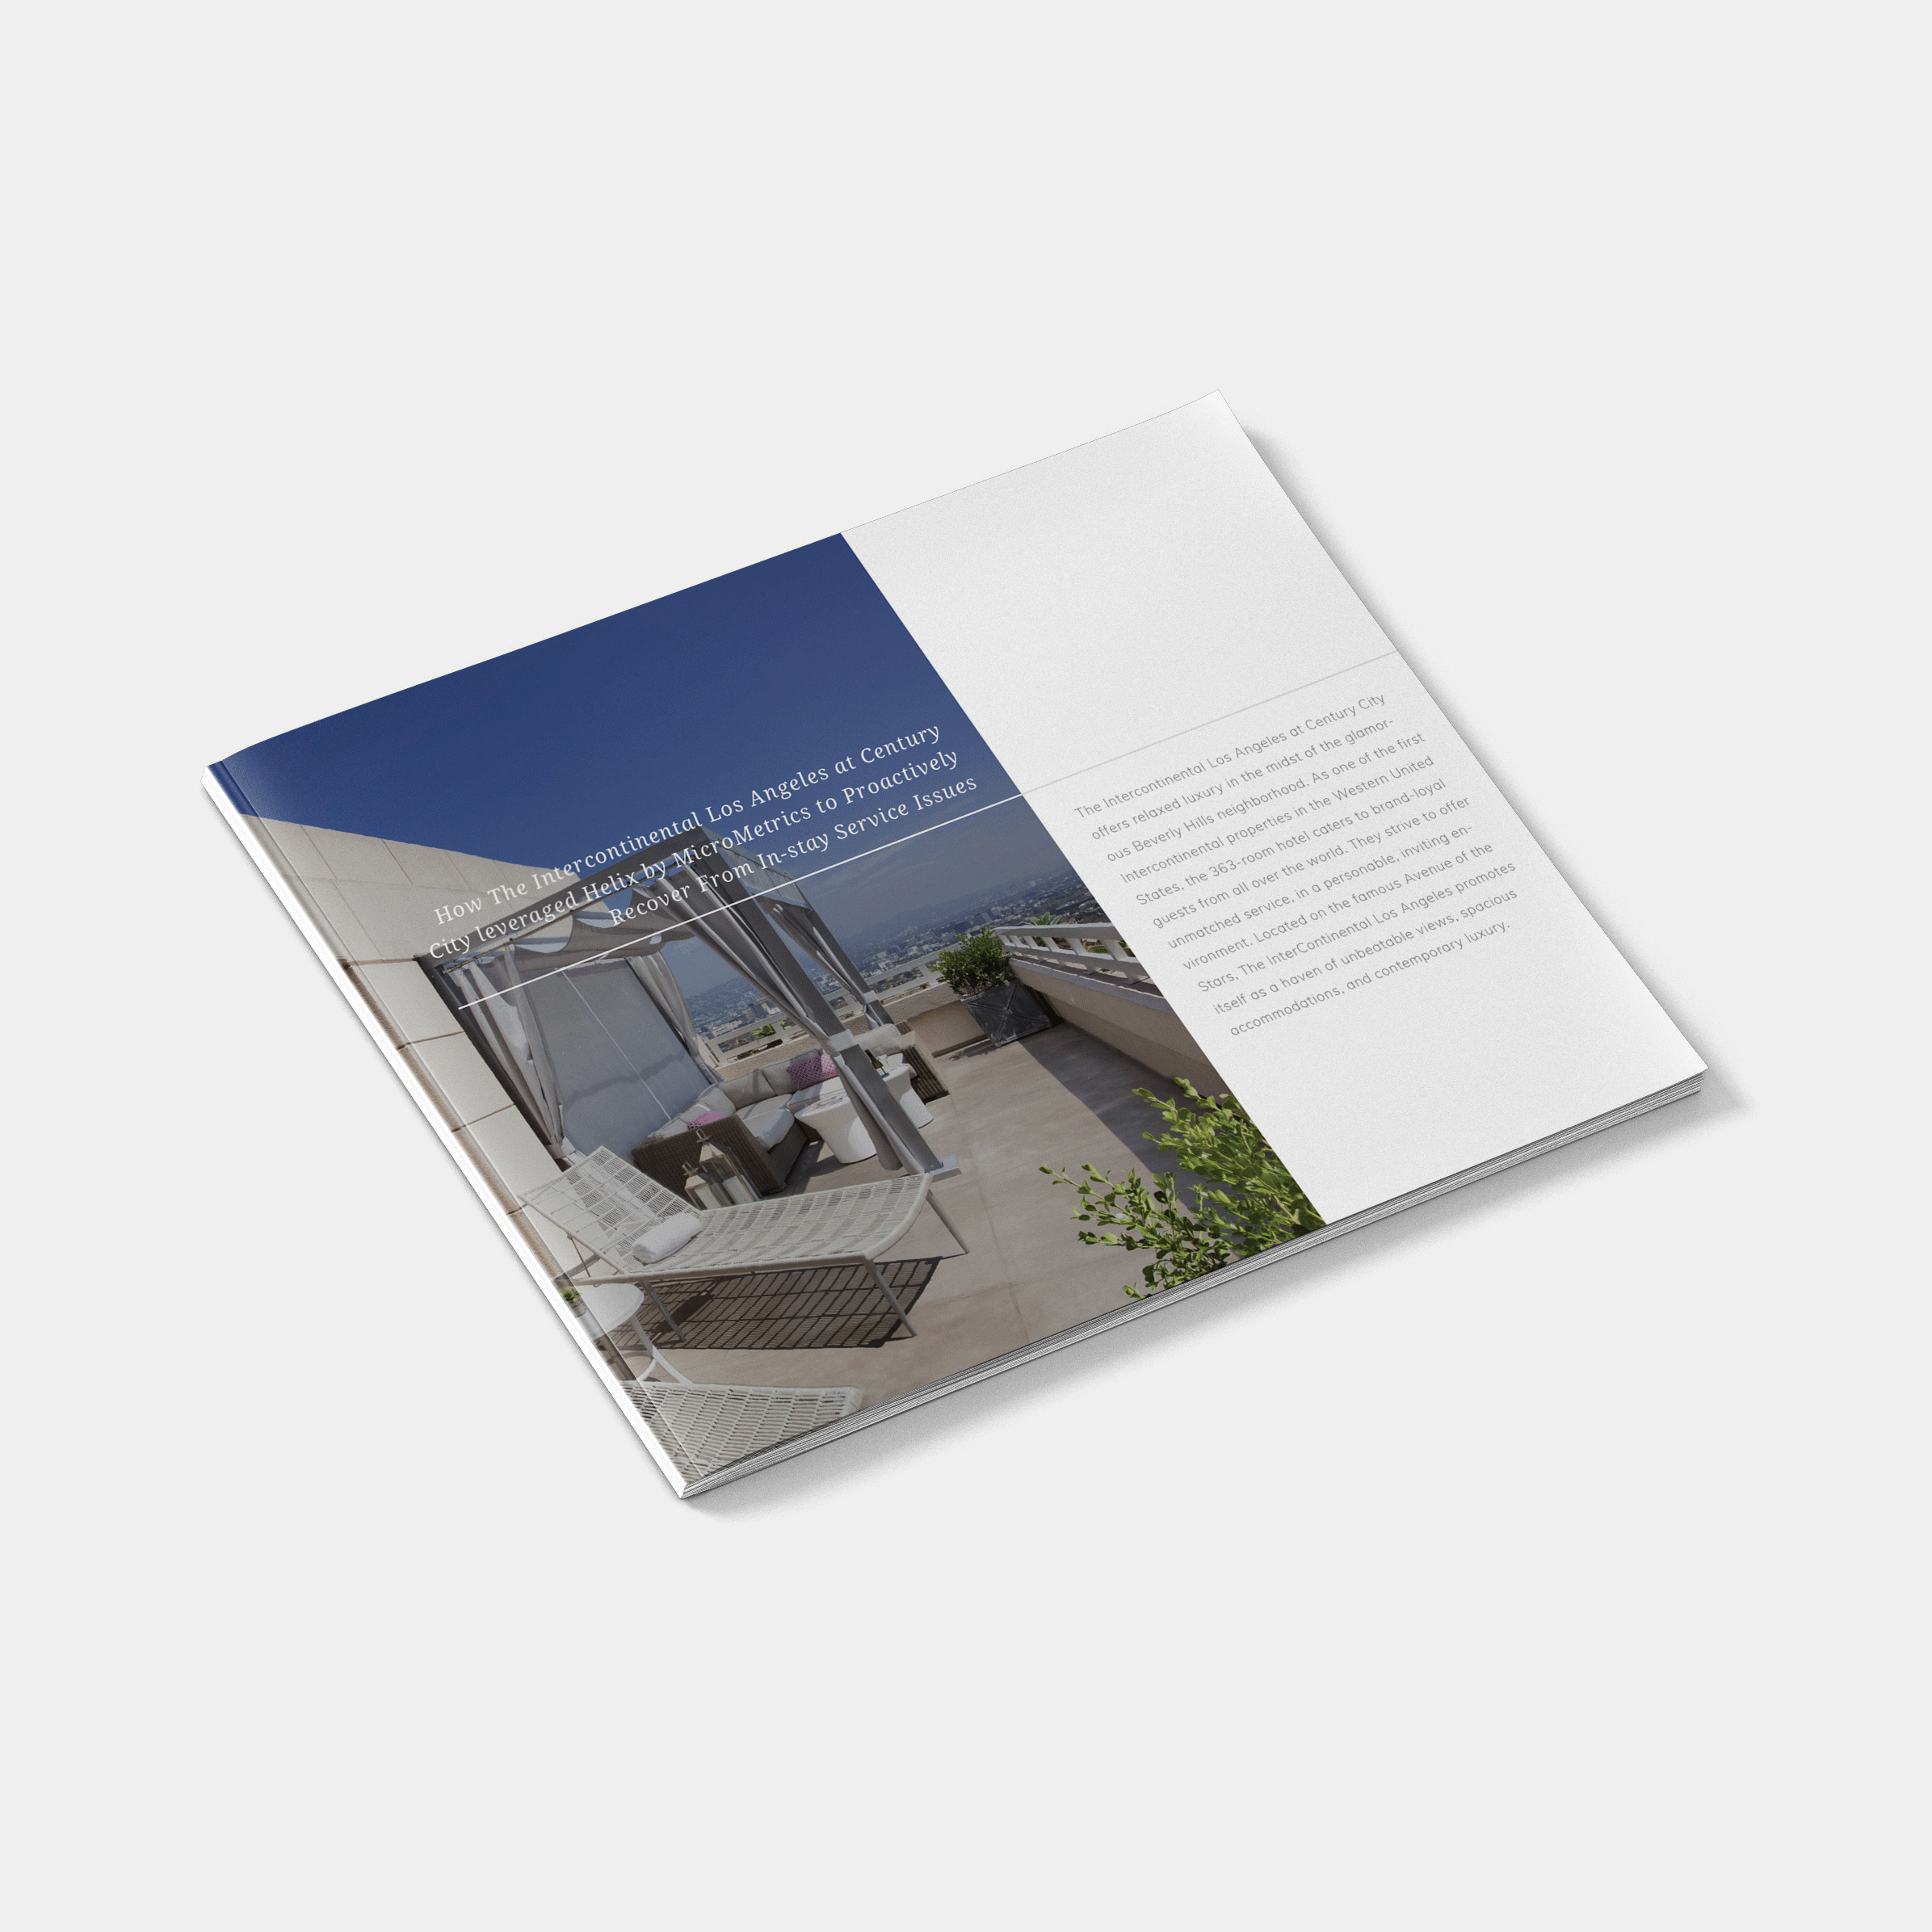 How The Intercontinental Los Angeles at Century
City leveraged Helix by MicroMetrics to Proactively
Recover From In-stay Service Issues
The Intercontinental Los Angeles at Century City
offers relaxed luxury in the midst of the glamor-
ous Beverly Hills neighborhood. As one of the first
Intercontinental properties in the Western United
States, the 363-room hotel caters to brand-loyal
guests from all over the world. They strive to offer
unmatched service, in a personable, inviting en-
vironment. Located on the famous Avenue of the
Stars, The InterContinental Los Angeles promotes
itself as a haven of unbeatable views, spacious
accommodations, and contemporary luxury.